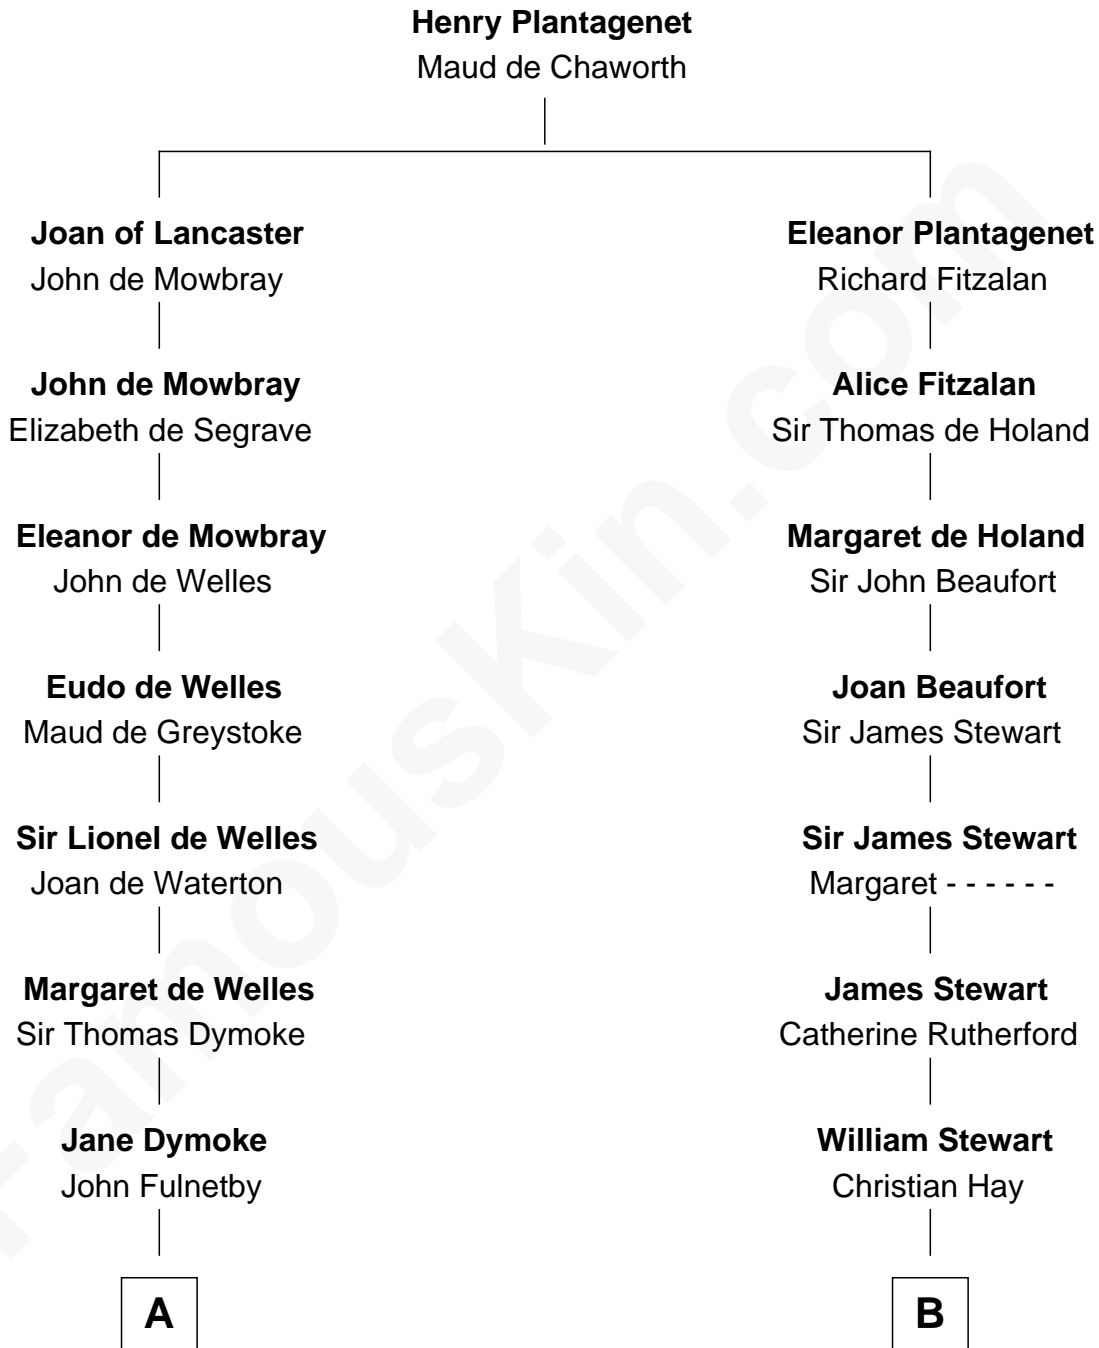 Henry Plantagenet
Maud de Chaworth
Joan of Lancaster
John de Mowbray
Eleanor Plantagenet
Richard Fitzalan
John de Mowbray
Elizabeth de Segrave
Alice Fitzalan
Sir Thomas de Holand
Eleanor de Mowbray
John de Welles
Margaret de Holand
Sir John Beaufort
Eudo de Welles
Maud de Greystoke
Joan Beaufort
Sir James Stewart
Sir Lionel de Welles
Joan de Waterton
Sir James Stewart
Margaret - - - - - -
Margaret de Welles
Sir Thomas Dymoke
James Stewart
Catherine Rutherford
Jane Dymoke
John Fulnetby
William Stewart
Christian Hay
A
B
FamousKin.com